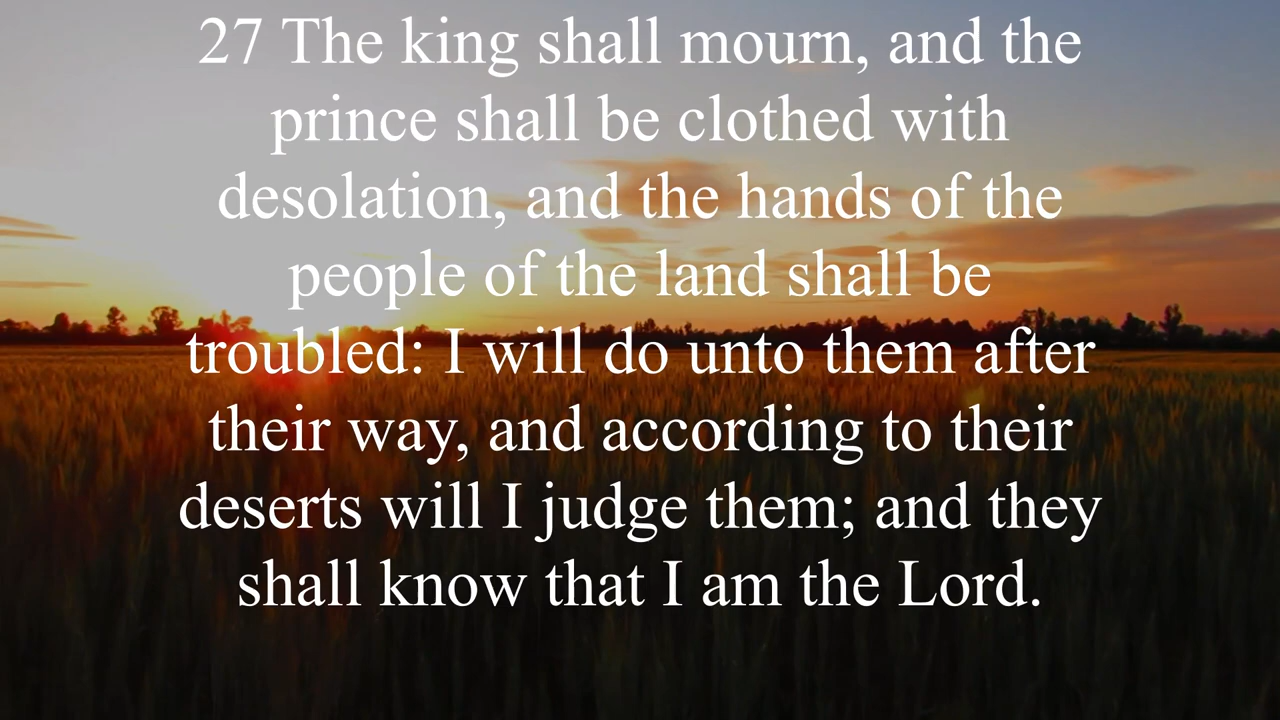 27 The king shall mourn, and the
prince shall be clothed with
desolation, and the hands of the
people of the land shall be
troubled: I will do unto them after
their way, and according to their
deserts will I judge them; and they
shall know that I am the Lord.